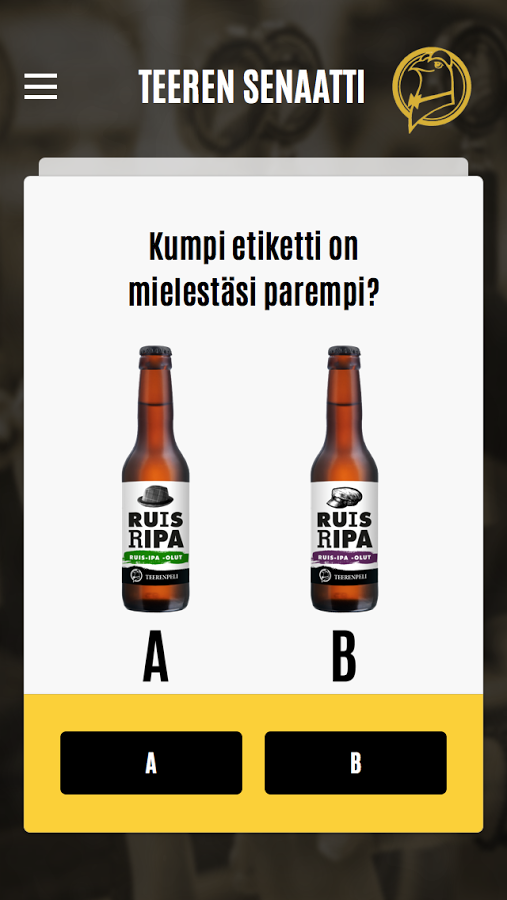 TEEREN SENAATTI
Kumpi etiketti on
mielestäsi parempi?
RUIS
RIPA
RUIS-IPA -OLUT
TEERENPELI
RUIS
RIPA
RUIS-IPA -OLUT
TEERENPELI
A
B
A
B